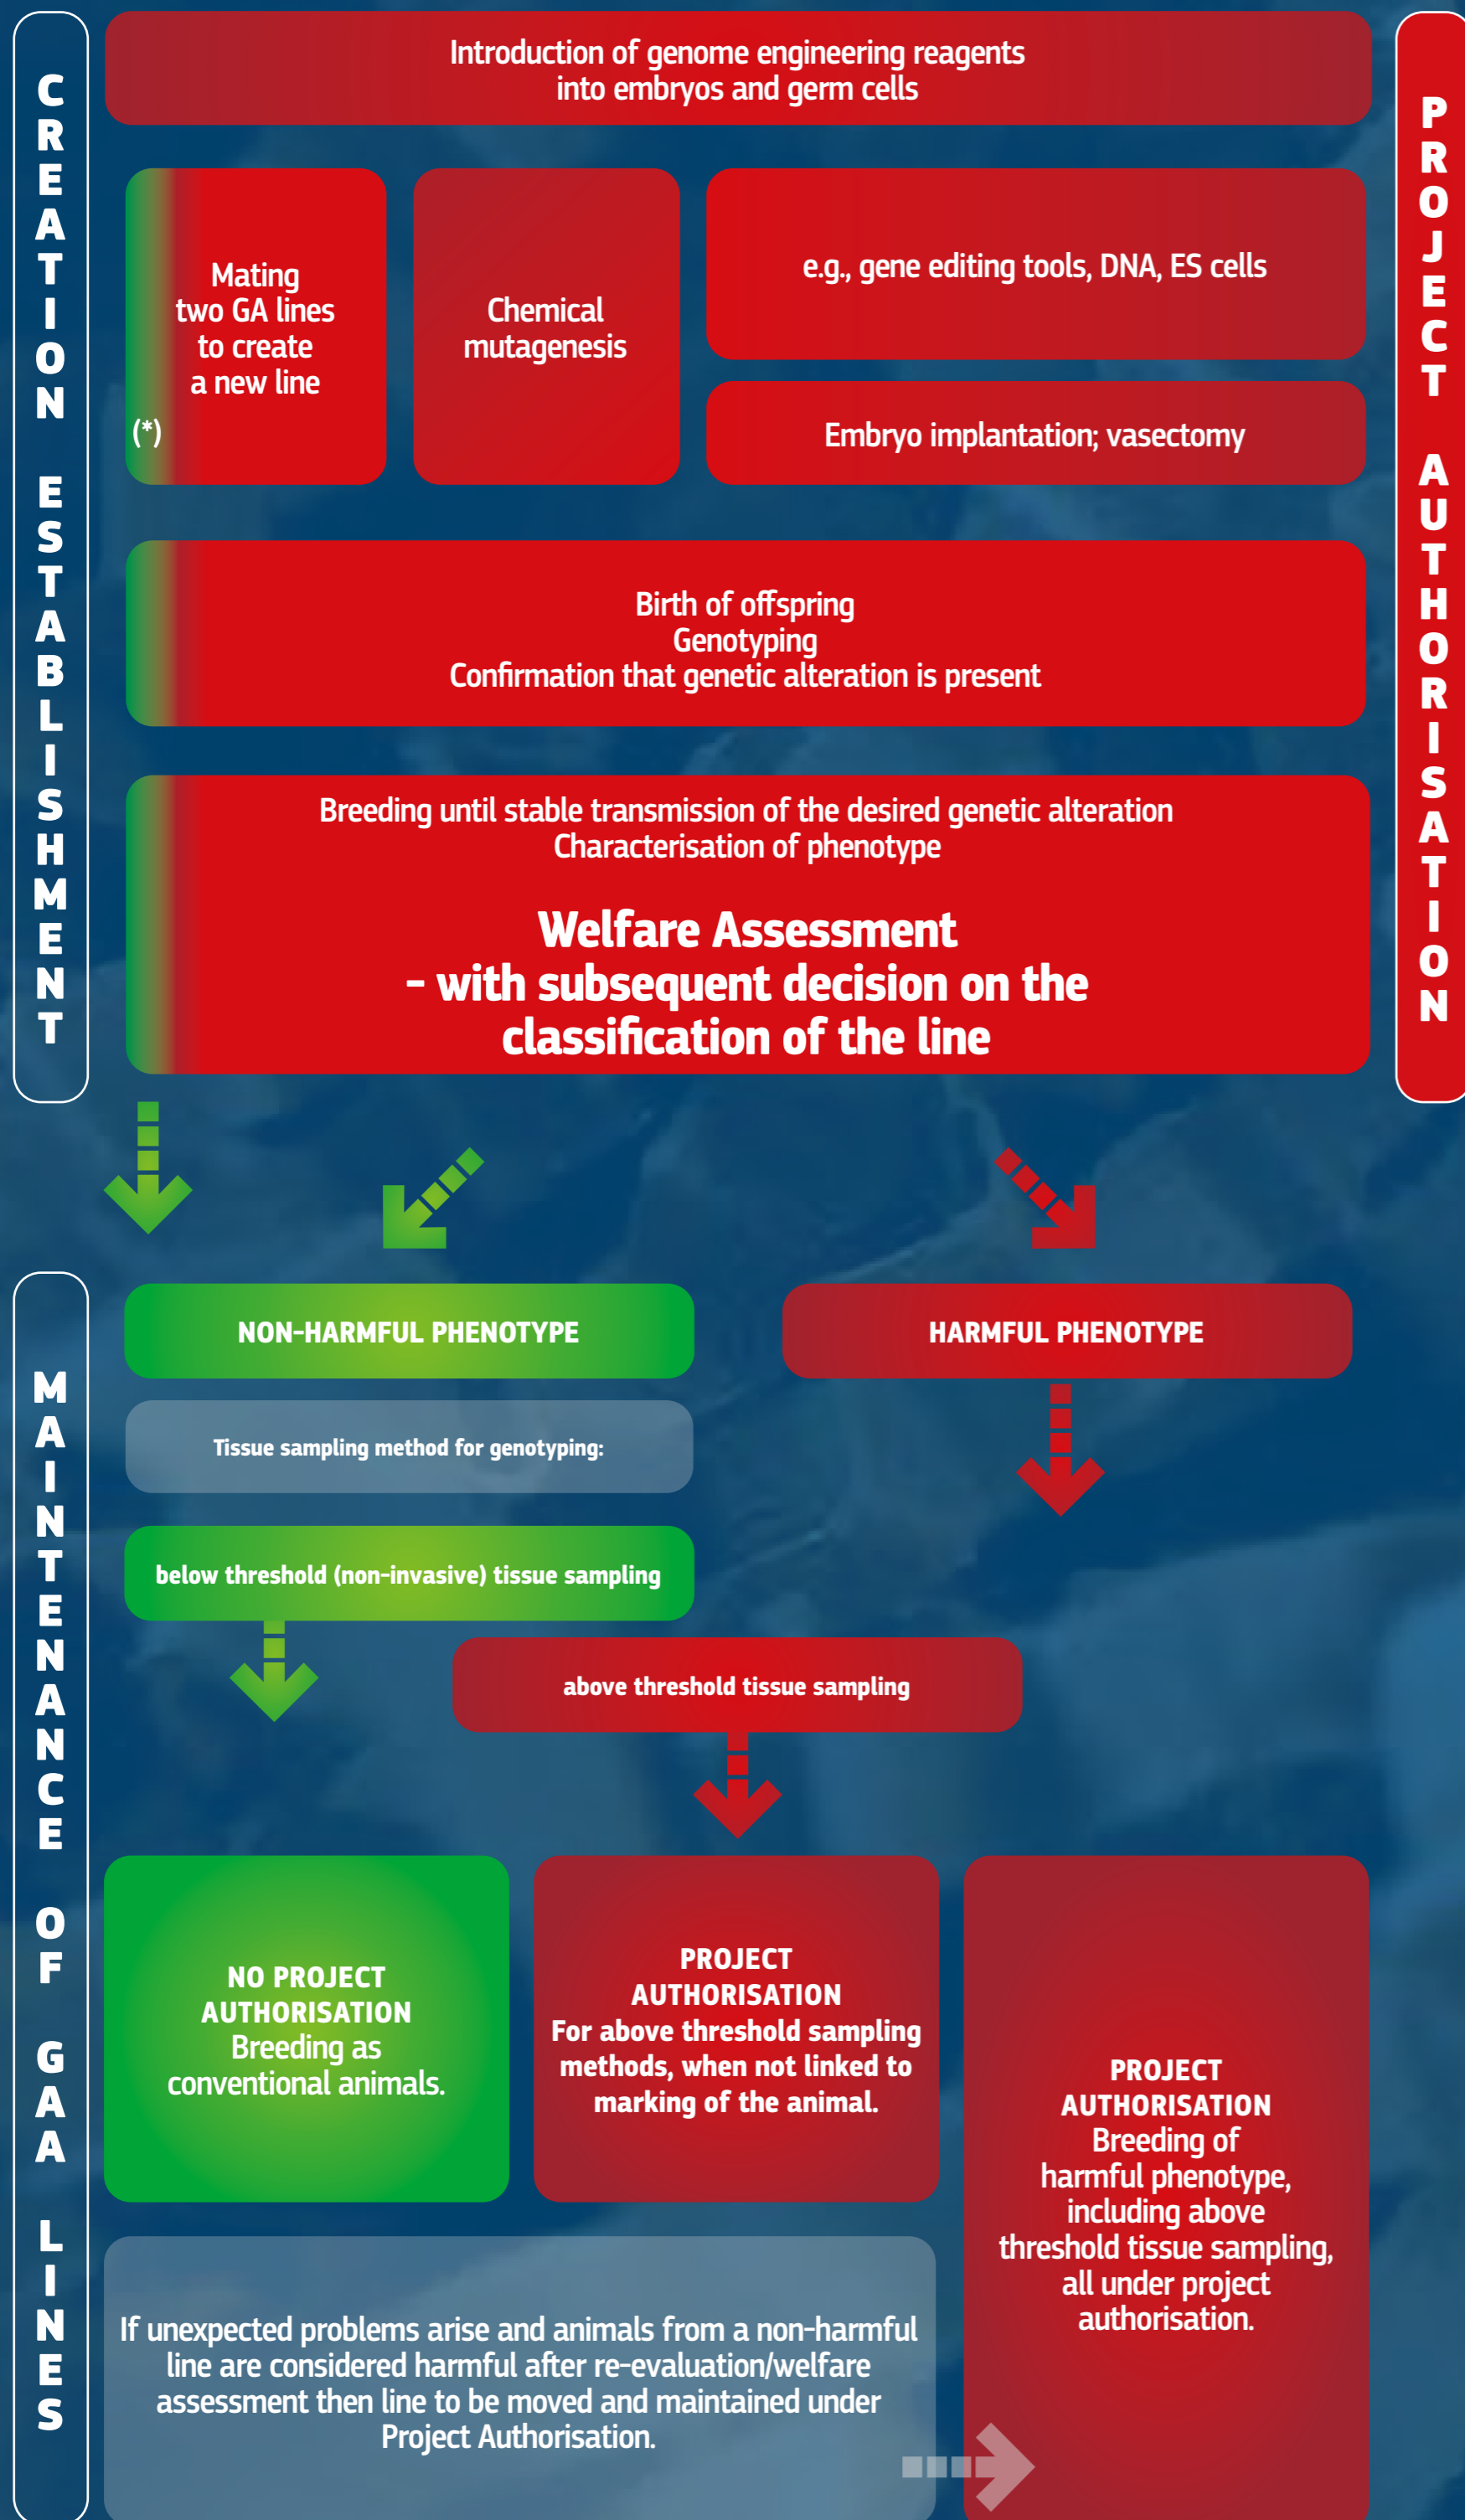 CREATION ESTABLISHMENT
PROJECT AUTHORISATION
Introduction of genome engineering reagents
into embryos and germ cells
Mating
two GA lines
to create
a new line
(*)
Chemical
mutagenesis
e.g., gene editing tools, DNA, ES cells
Embryo implantation; vasectomy
Birth of offspring
Genotyping
Confirmation that genetic alteration is present
Breeding until stable transmission of the desired genetic alteration
Characterisation of phenotype
Welfare Assessment
– with subsequent decision on the
classification of the line
MAINTENANCE OF GAA LINES
NON-HARMFUL PHENOTYPE
HARMFUL PHENOTYPE
Tissue sampling method for genotyping:
below threshold (non-invasive) tissue sampling
above threshold tissue sampling
NO PROJECT
AUTHORISATION
Breeding as
conventional animals.
PROJECT
AUTHORISATION
For above threshold sampling
methods, when not linked to
marking of the animal.
PROJECT
AUTHORISATION
Breeding of
harmful phenotype,
including above
threshold tissue sampling,
all under project
authorisation.
If unexpected problems arise and animals from a non-harmful
line are considered harmful after re-evaluation/welfare
assessment then line to be moved and maintained under
Project Authorisation.